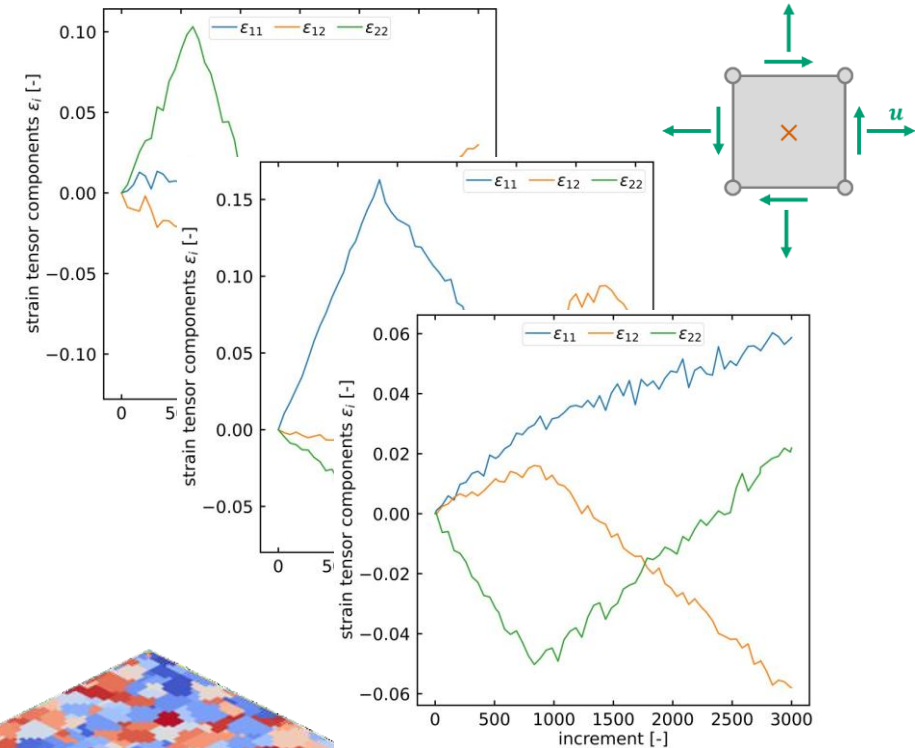 ε₁₁ ε₁₂ ε₂₂
strain tensor components εᵢ [-]
0.10
0.05
0.00
−0.05
−0.10
0
ε₁₁ ε₁₂ ε₂₂
strain tensor components εᵢ [-]
0.15
0.10
0.05
0.00
−0.05
0
ε₁₁ ε₁₂ ε₂₂
strain tensor components εᵢ [-]
0.06
0.04
0.02
0.00
−0.02
−0.04
−0.06
0 500 1000 1500 2000 2500 3000
increment [-]
u